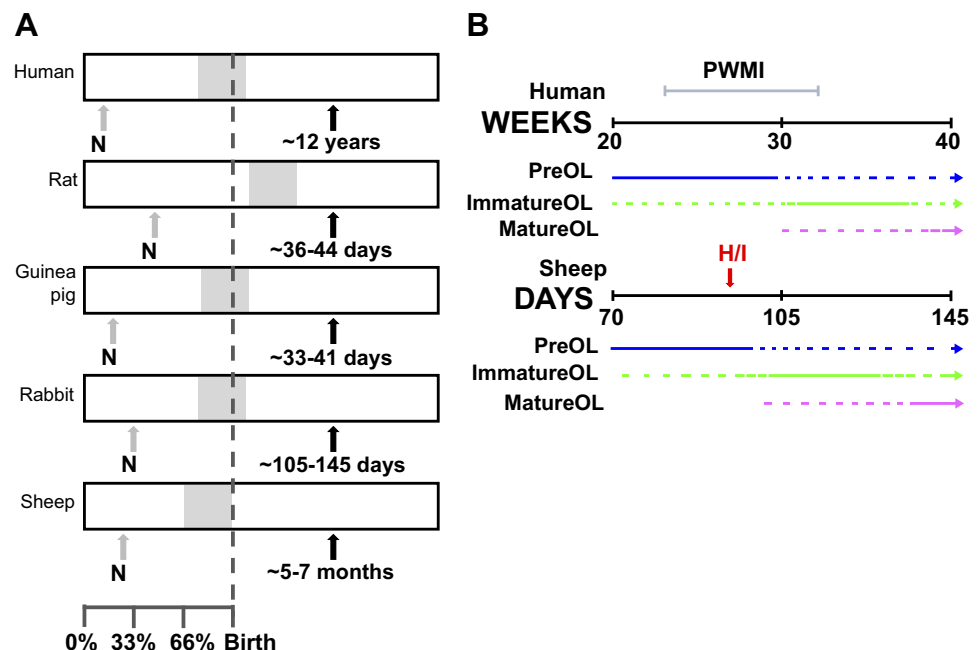 A
Human
N
~12 years
Rat
N
~36-44 days
Guinea
pig
N
~33-41 days
Rabbit
N
~105-145 days
Sheep
N
~5-7 months
0% 33% 66% Birth
B
PWMI
Human
WEEKS
20 30 40
PreOL
ImmatureOL
MatureOL
H/I
Sheep
DAYS
70 105 145
PreOL
ImmatureOL
MatureOL